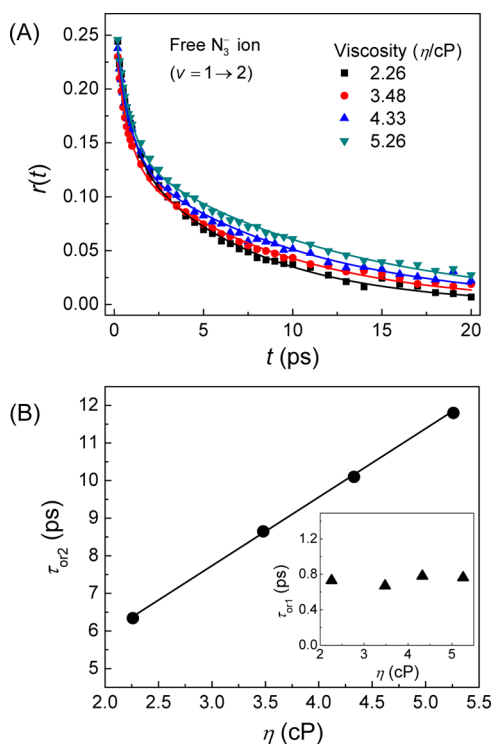 (A)
0.25
0.20
0.15
0.10
0.05
0.00
r(t)
Free N₃⁻ ion
(v = 1 → 2)
Viscosity (η/cP)
2.26
3.48
4.33
5.26
0 5 10 15 20
t (ps)
(B)
12
11
10
9
8
7
6
5
τor2 (ps)
1.2
0.8
0.4
0.0
τor1 (ps)
2 3 4 5
η (cP)
2.0 2.5 3.0 3.5 4.0 4.5 5.0 5.5
η (cP)